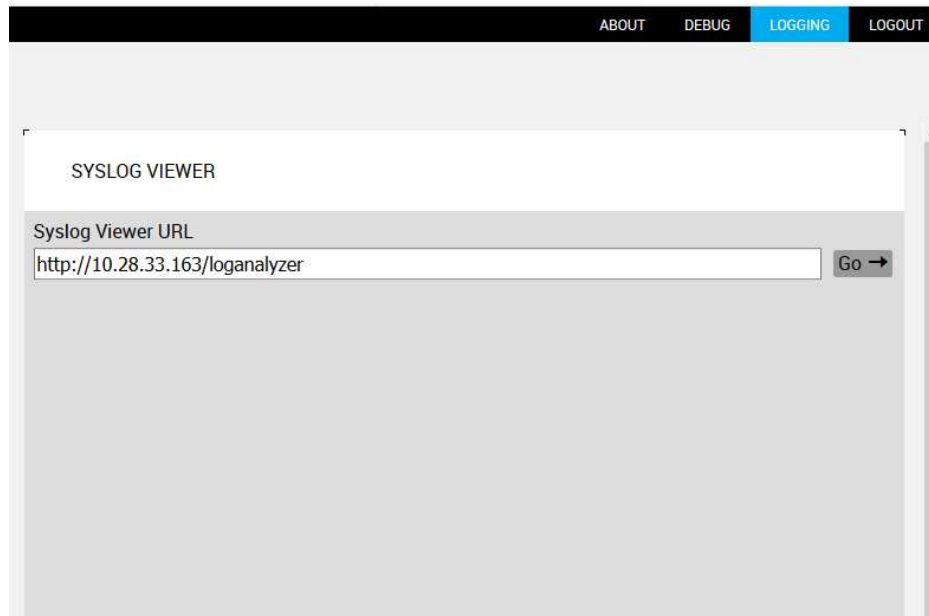 ABOUT DEBUG LOGGING LOGOUT
SYSLOG VIEWER
Syslog Viewer URL
http://10.28.33.163/loganalyzer Go →